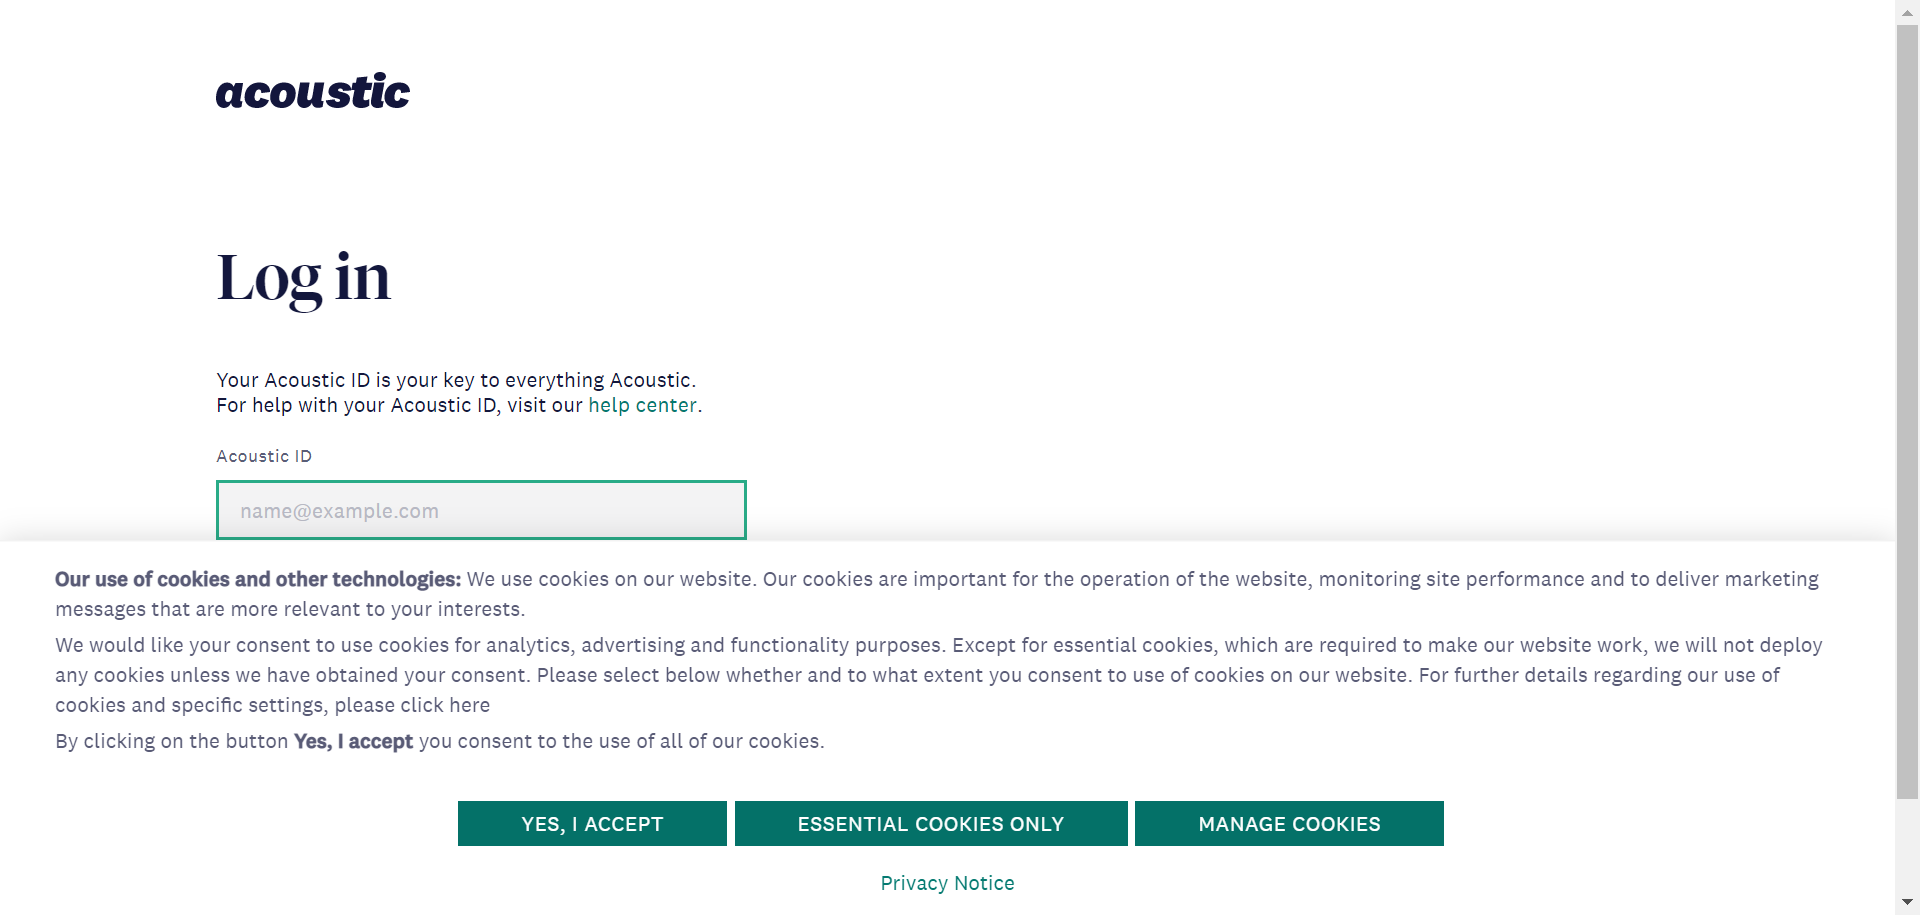 acoustic
Log in
Your Acoustic ID is your key to everything Acoustic.
For help with your Acoustic ID, visit our help center.
Acoustic ID
name@example.com
Our use of cookies and other technologies: We use cookies on our website. Our cookies are important for the operation of the website, monitoring site performance and to deliver marketing
messages that are more relevant to your interests.
We would like your consent to use cookies for analytics, advertising and functionality purposes. Except for essential cookies, which are required to make our website work, we will not deploy
any cookies unless we have obtained your consent. Please select below whether and to what extent you consent to use of cookies on our website. For further details regarding our use of
cookies and specific settings, please click here
By clicking on the button Yes, I accept you consent to the use of all of our cookies.
YES, I ACCEPT
ESSENTIAL COOKIES ONLY
MANAGE COOKIES
Privacy Notice